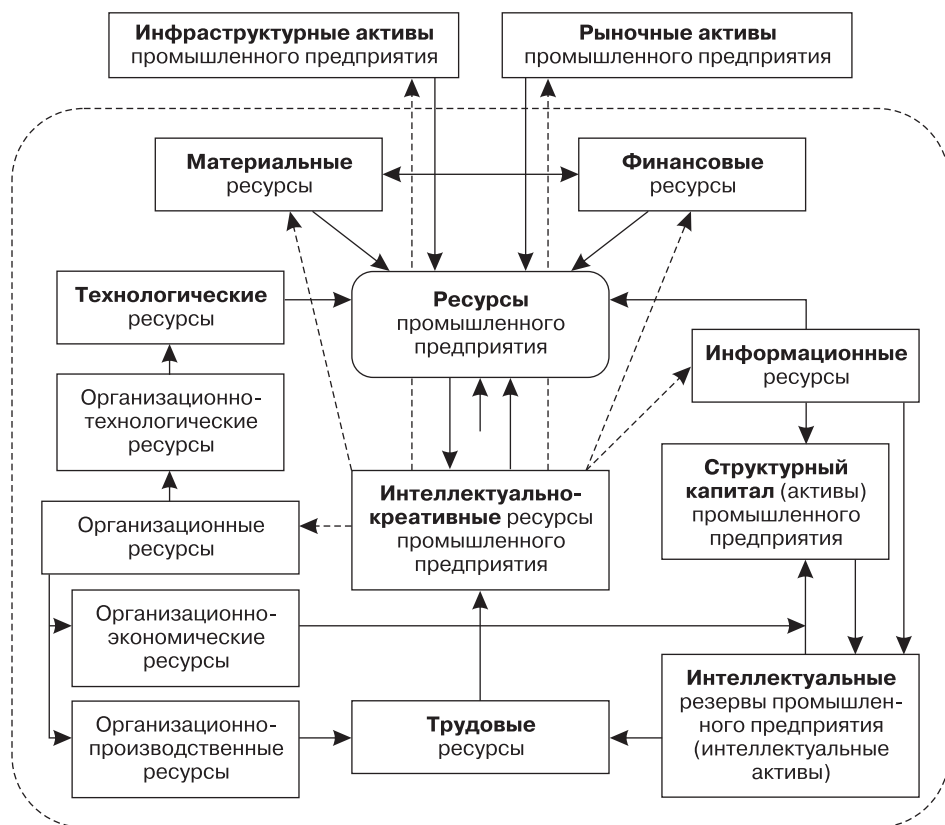 Инфраструктурные активы
промышленного предприятия
Рыночные активы
промышленного предприятия
Материальные
ресурсы
Финансовые
ресурсы
Технологические
ресурсы
Ресурсы
промышленного
предприятия
Информационные
ресурсы
Организационно-
технологические
ресурсы
Интеллектуально-
креативные ресурсы
промышленного
предприятия
Структурный
капитал (активы)
промышленного
предприятия
Организационные
ресурсы
Организационно-
экономические
ресурсы
Организационно-
производственные
ресурсы
Трудовые
ресурсы
Интеллектуальные
резервы промышлен-
ного предприятия
(интеллектуальные
активы)